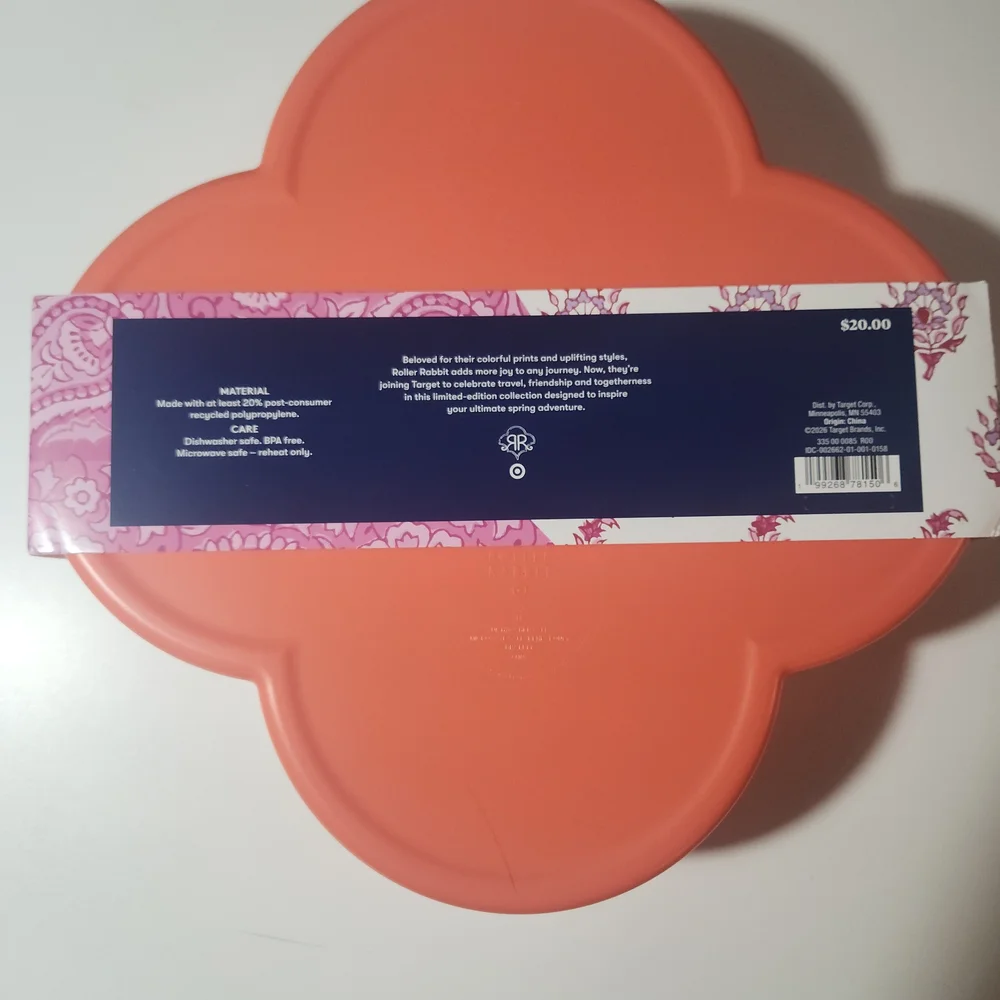 $20.00
Beloved for their colorful prints and uplifting styles,
Roller Rabbit adds more joy to any journey. Now, they're
joining Target to celebrate travel, friendship and togetherness
in this limited-edition collection designed to inspire
your ultimate spring adventure.
RR
MATERIAL
Made with at least 20% post-consumer
recycled polypropylene.
CARE
Dishwasher safe. BPA free.
Microwave safe – reheat only.
Dist. by Target Corp.,
Minneapolis, MN 55403
Origin: China
©2026 Target Brands, Inc.
335 00 0085 R00
IDC-002662-01-001-0158
1 99268 78150 6